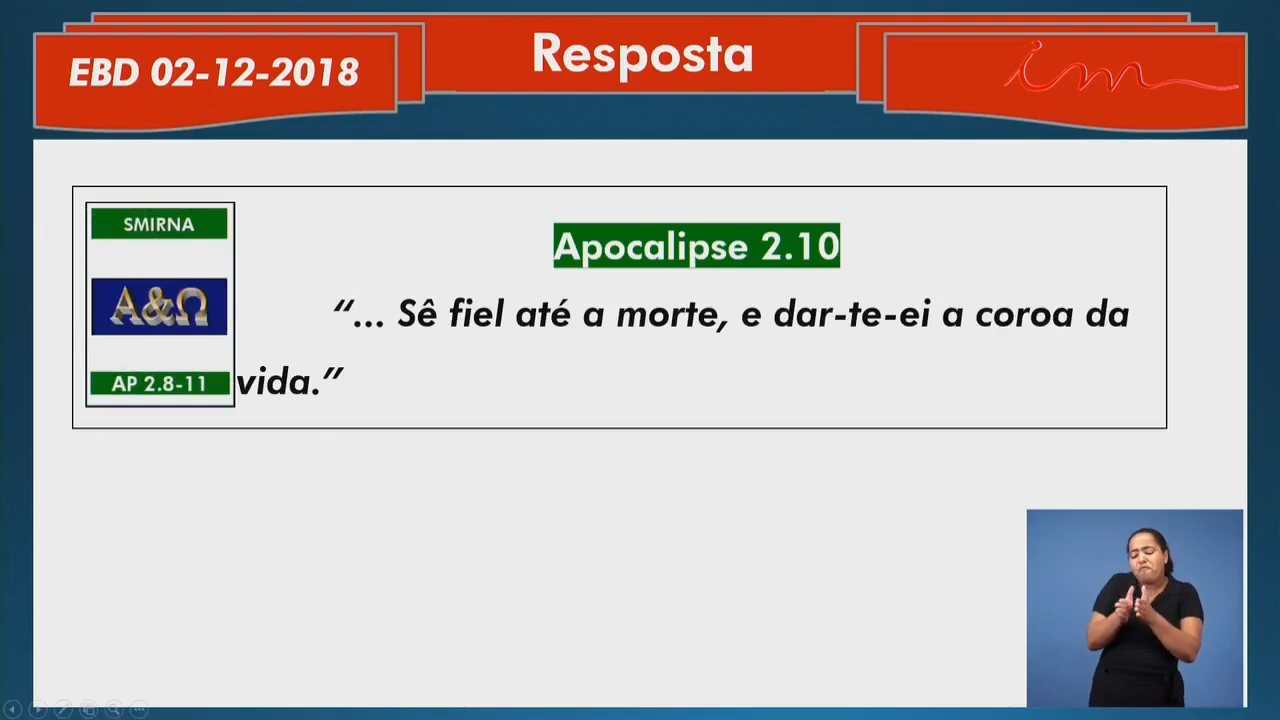 EBD 02-12-2018
Resposta
im
SMIRNA
A&Ω
AP 2.8-11
Apocalipse 2.10
“... Sê fiel até a morte, e dar-te-ei a coroa da
vida.”